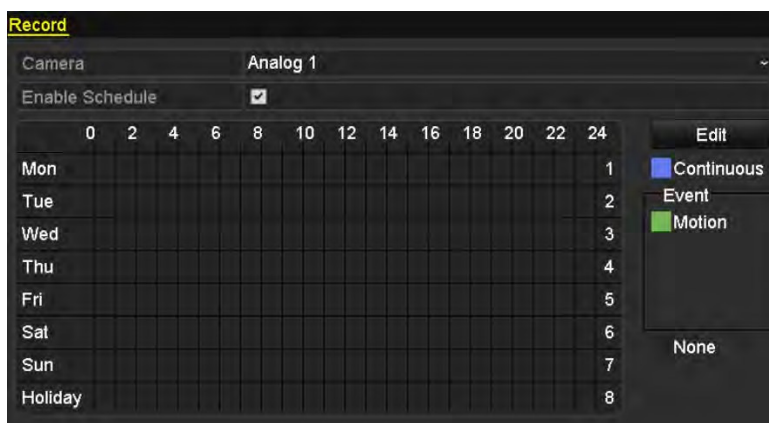 Record
Camera Analog 1
Enable Schedule
0 2 4 6 8 10 12 14 16 18 20 22 24 Edit
Mon 1 Continuous
Tue 2 Event
Wed 3 Motion
Thu 4
Fri 5
Sat 6 None
Sun 7
Holiday 8